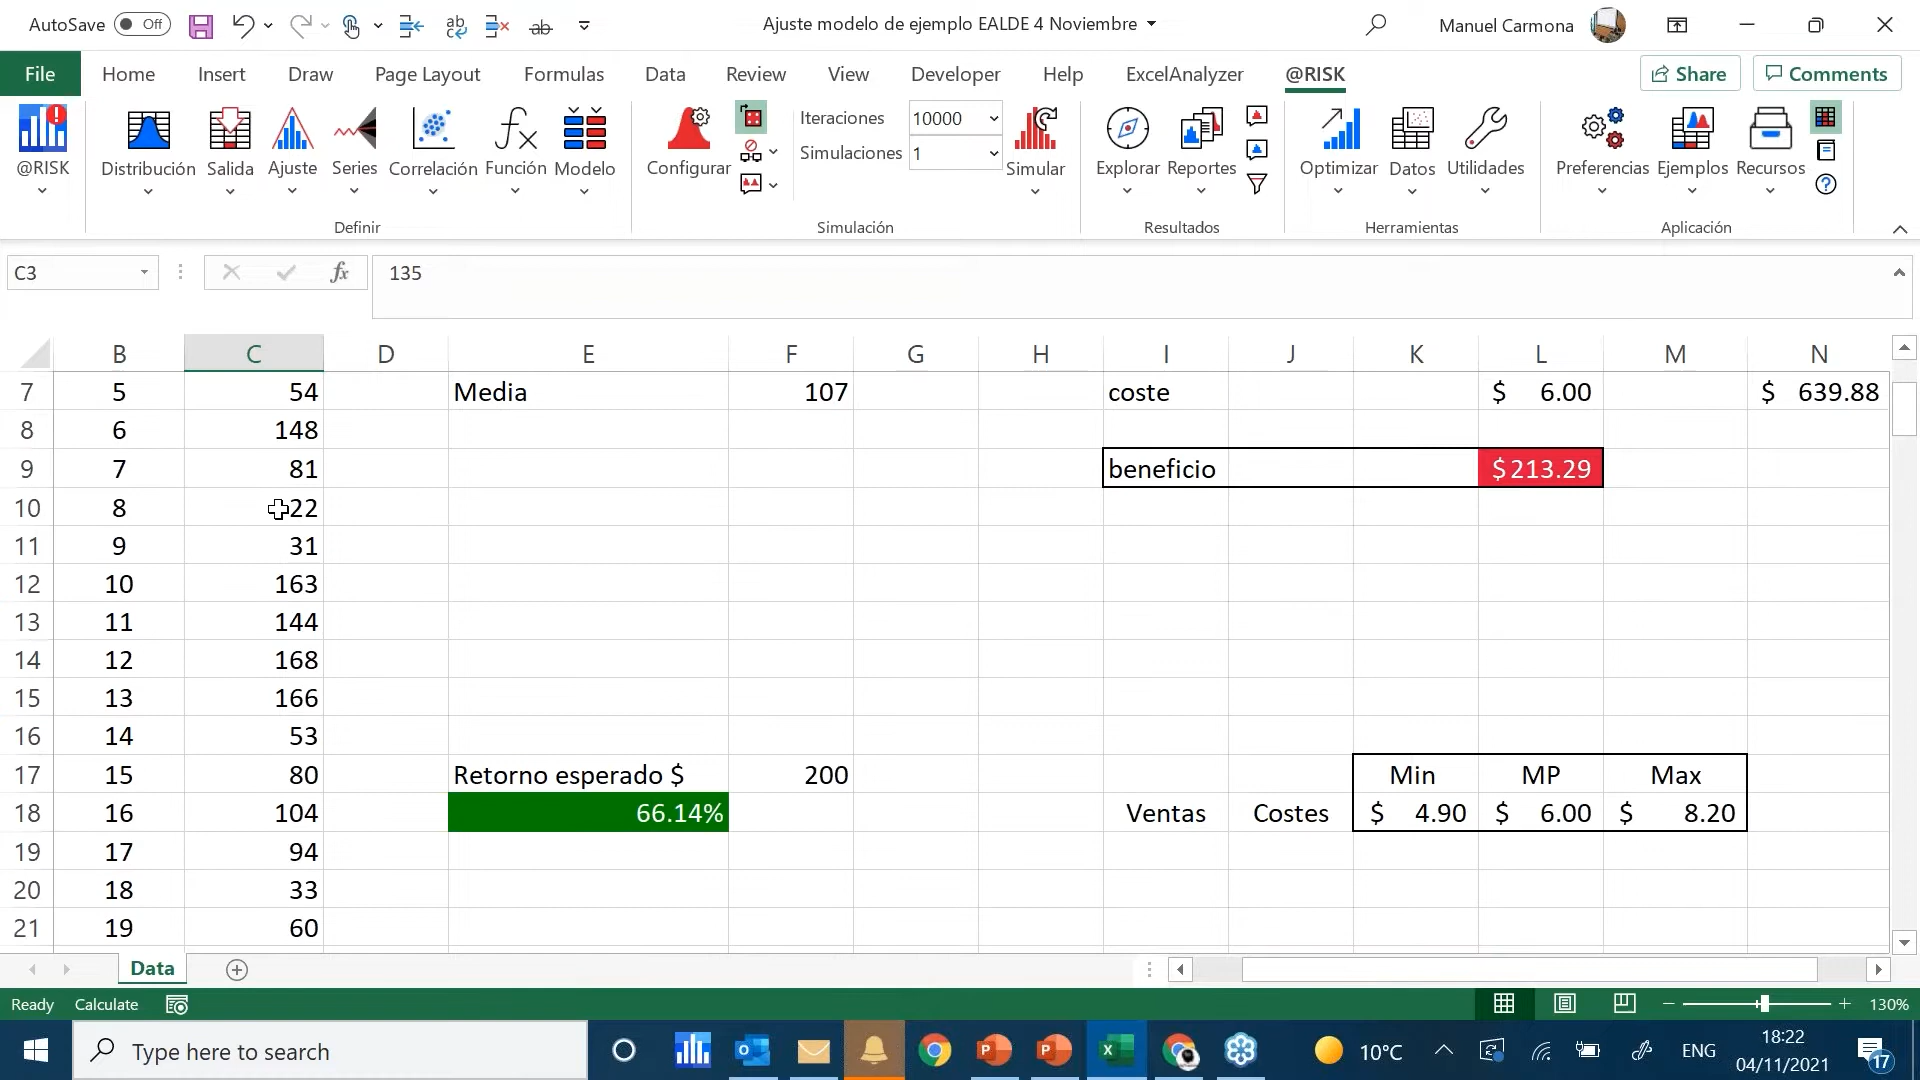 AutoSave Off
Ajuste modelo de ejemplo EALDE 4 Noviembre
Manuel Carmona
File Home Insert Draw Page Layout Formulas Data Review View Developer Help ExcelAnalyzer @RISK Share Comments
Iteraciones 10000
Simulaciones 1
@RISK Distribución Salida Ajuste Series Correlación Función Modelo Configurar Simular Explorar Reportes Optimizar Datos Utilidades Preferencias Ejemplos Recursos
Definir Simulación Resultados Herramientas Aplicación
C3 fx 135
B C D E F G H I J K L M N
7 5 54 Media 107 coste $ 6.00 $ 639.88
8 6 148
9 7 81 beneficio $213.29
10 8 22
11 9 31
12 10 163
13 11 144
14 12 168
15 13 166
16 14 53
17 15 80 Retorno esperado $ 200 Min MP Max
18 16 104 66.14% Ventas Costes $ 4.90 $ 6.00 $ 8.20
19 17 94
20 18 33
21 19 60
Data
Ready Calculate 130%
Type here to search
10°C
ENG
18:22
04/11/2021
17